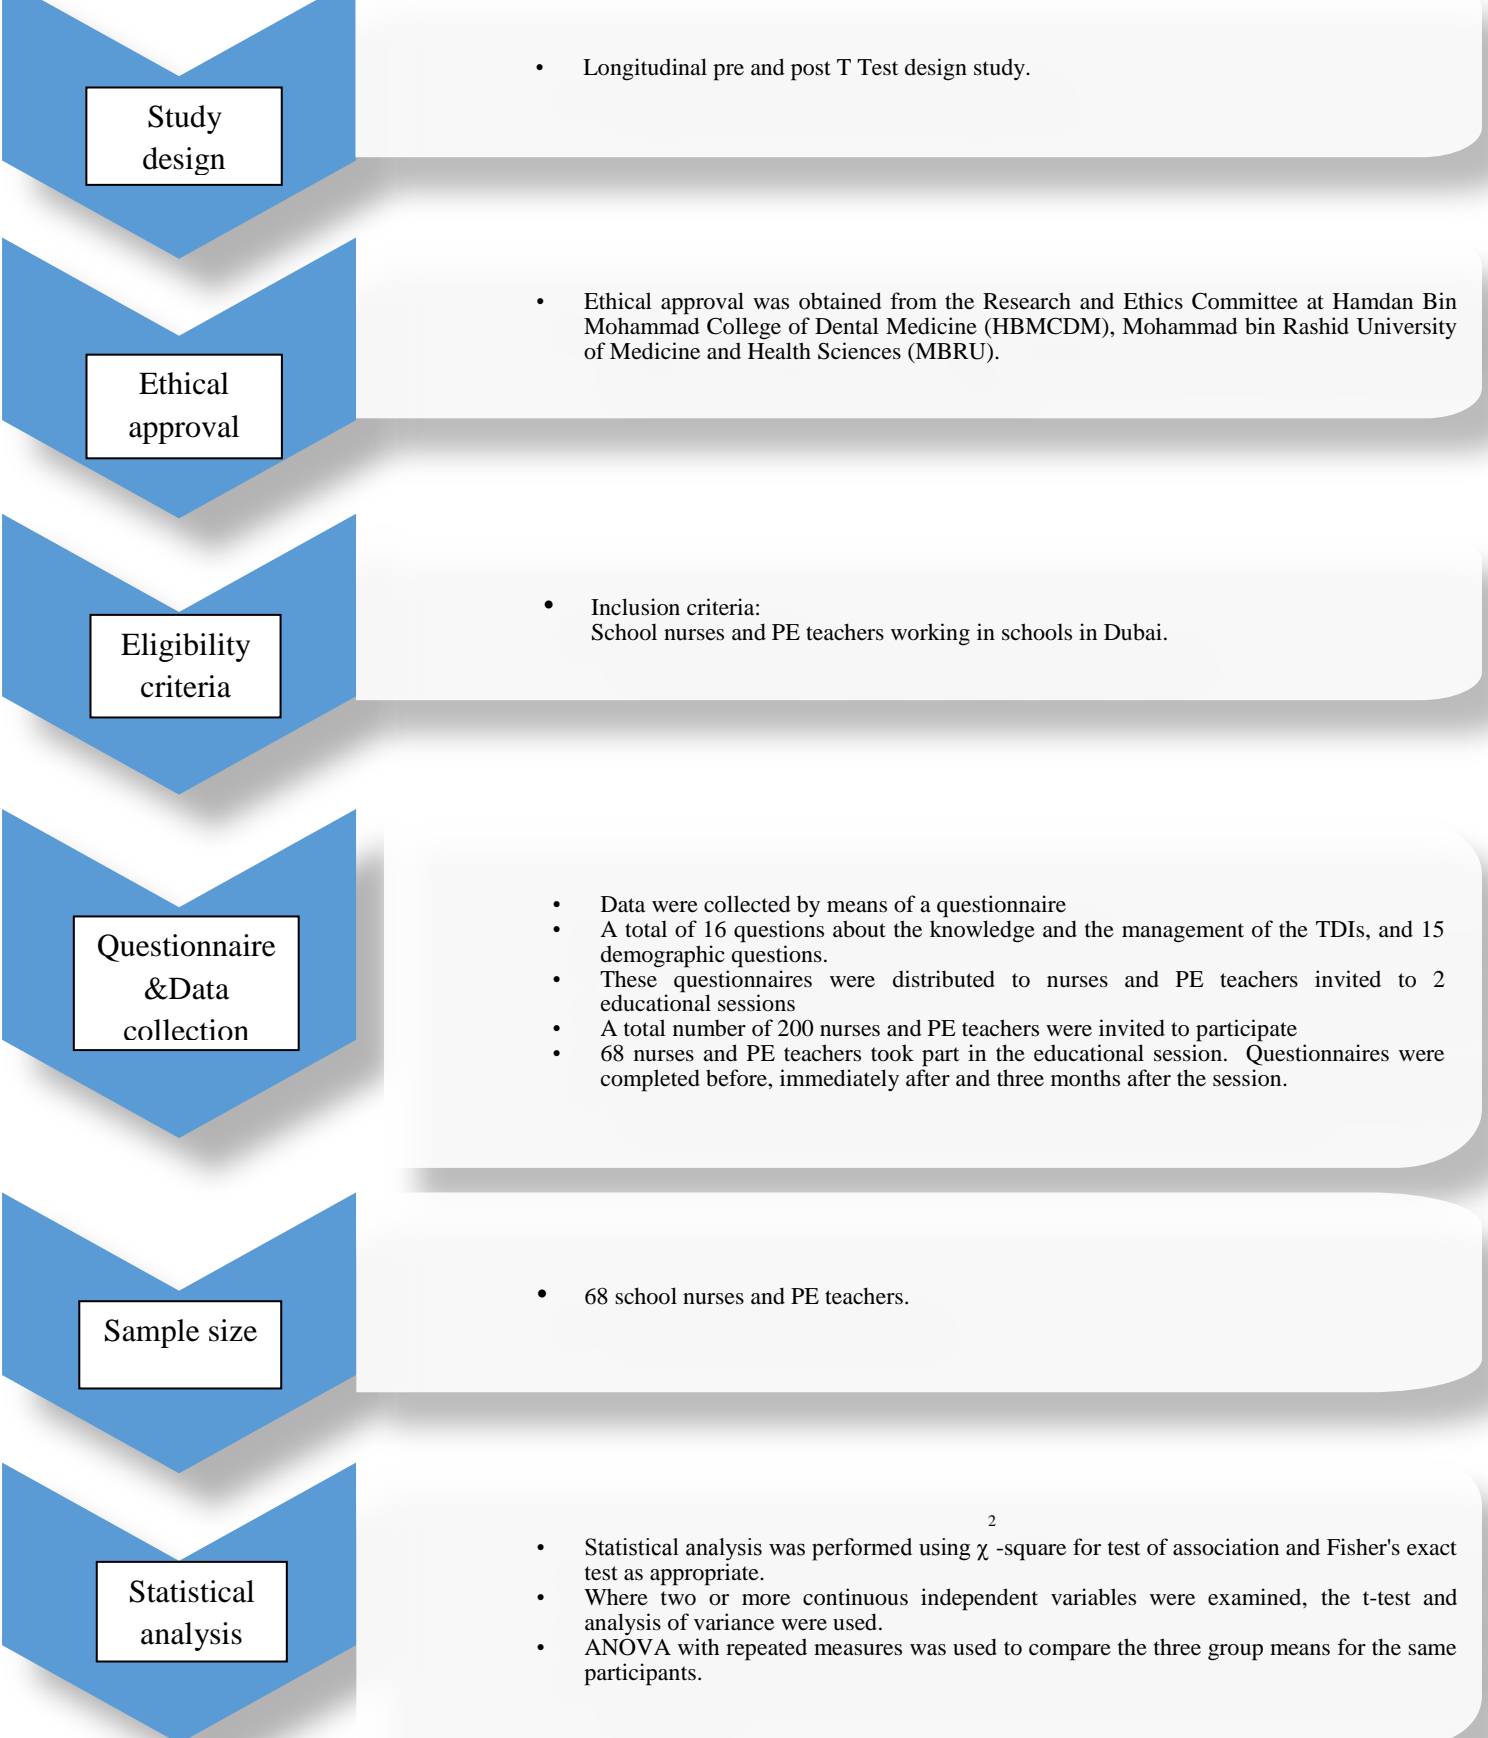 Study
design
• Longitudinal pre and post T Test design study.
Ethical
approval
• Ethical approval was obtained from the Research and Ethics Committee at Hamdan Bin
Mohammad College of Dental Medicine (HBMCDM), Mohammad bin Rashid University
of Medicine and Health Sciences (MBRU).
Eligibility
criteria
• Inclusion criteria:
School nurses and PE teachers working in schools in Dubai.
Questionnaire
&Data
collection
• Data were collected by means of a questionnaire
• A total of 16 questions about the knowledge and the management of the TDIs, and 15
demographic questions.
• These questionnaires were distributed to nurses and PE teachers invited to 2
educational sessions
• A total number of 200 nurses and PE teachers were invited to participate
• 68 nurses and PE teachers took part in the educational session. Questionnaires were
completed before, immediately after and three months after the session.
Sample size
• 68 school nurses and PE teachers.
Statistical
analysis
• Statistical analysis was performed using χ²-square for test of association and Fisher's exact
test as appropriate.
• Where two or more continuous independent variables were examined, the t-test and
analysis of variance were used.
• ANOVA with repeated measures was used to compare the three group means for the same
participants.